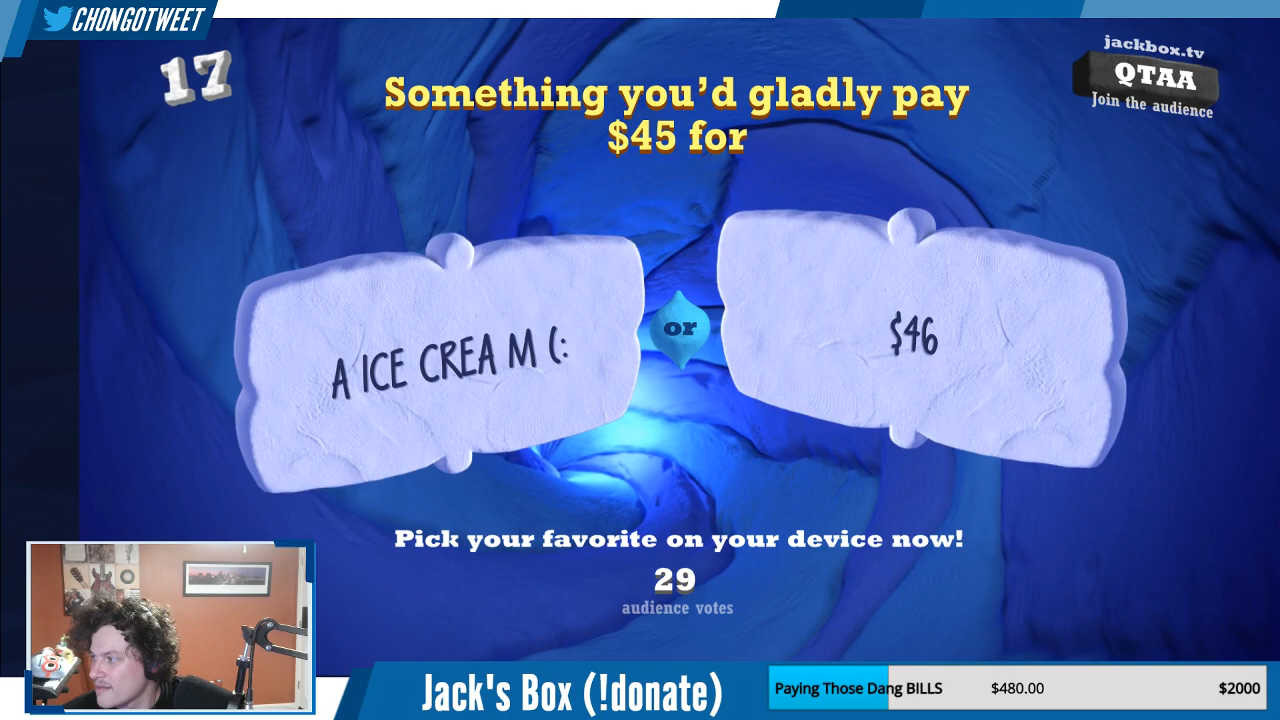 CHONGOTWEET
17
Something you'd gladly pay
$45 for
jackbox.tv
QTAA
Join the audience
A ICE CREA M (:
or
$46
Pick your favorite on your device now!
29
audience votes
Jack's Box (!donate)
Paying Those Dang BILLS $480.00 $2000